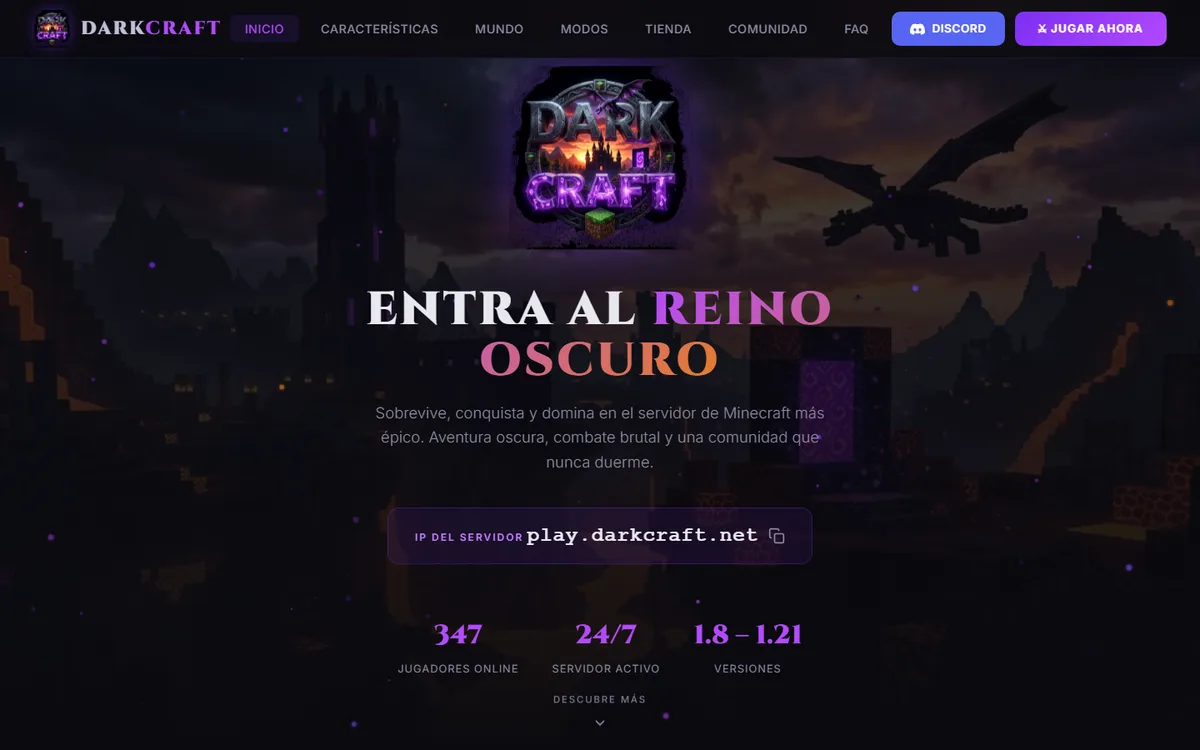 DARK
CRAFT
DARKCRAFT
INICIO
CARACTERÍSTICAS
MUNDO
MODOS
TIENDA
COMUNIDAD
FAQ
DISCORD
JUGAR AHORA
DARK
CRAFT
ENTRA AL REINO
OSCURO
Sobrevive, conquista y domina en el servidor de Minecraft más
épico. Aventura oscura, combate brutal y una comunidad que
nunca duerme.
IP DEL SERVIDOR play.darkcraft.net
347
JUGADORES ONLINE
24/7
SERVIDOR ACTIVO
1.8 – 1.21
VERSIONES
DESCUBRE MÁS